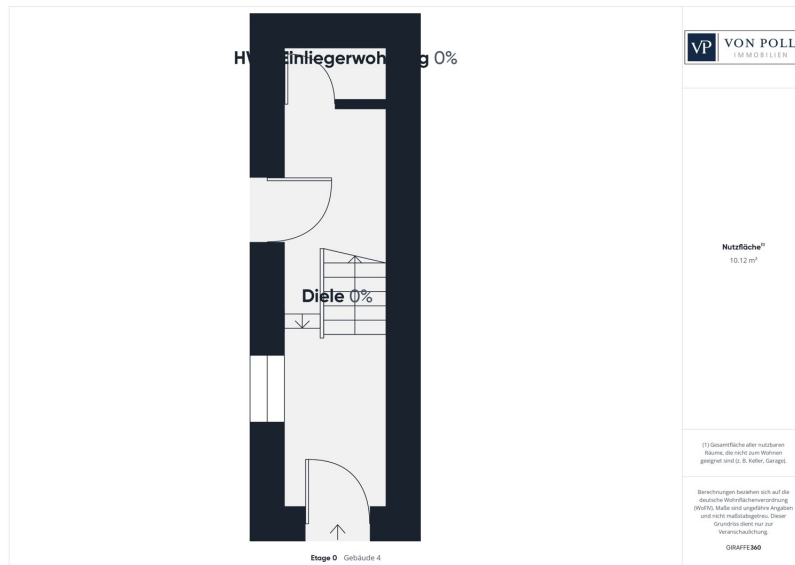 Einliegerwoh g 0%
Diele 0%
Etage 0 Gebäude 4
VP
VON POLL
IMMOBILIEN
Nutzfläche(1)
10.12 m²
(1) Gesamtfläche aller nutzbaren
Räume, die nicht zum Wohnen
geeignet sind (z. B. Keller, Garage).
Berechnungen beziehen sich auf die
deutsche Wohnflächenverordnung
(WoFlV). Maße sind ungefähre Angaben
und nicht maßstabsgetreu. Dieser
Grundriss dient nur zur
Veranschaulichung.
GIRAFFE360